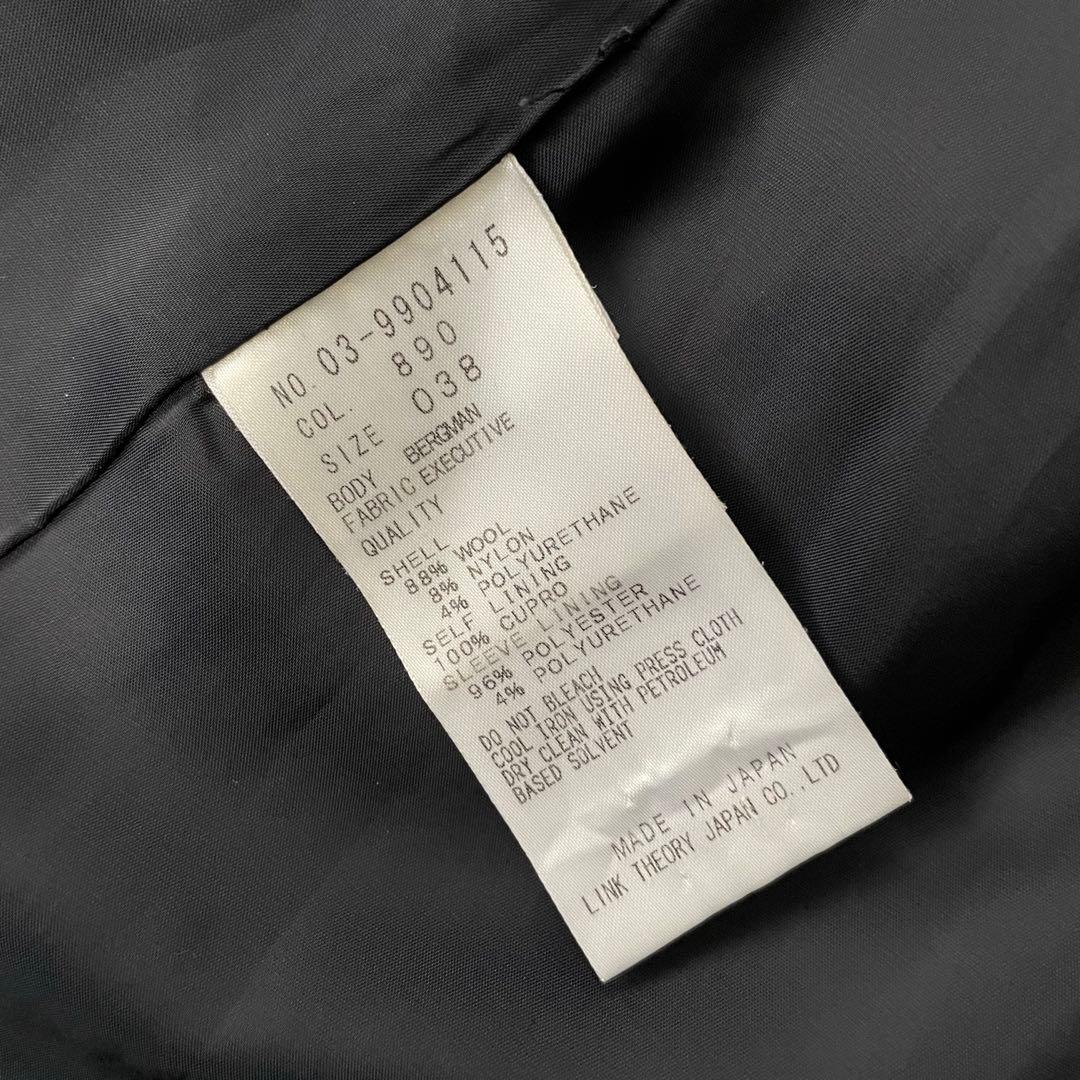 NO. 03-9904115
COL. 890
SIZE 038
BODY BERGMAN
FABRIC EXECUTIVE
QUALITY
SHELL
88% WOOL
8% NYLON
4% POLYURETHANE
SELF LINING
100% CUPRO
SLEEVE LINING
96% POLYESTER
4% POLYURETHANE
DO NOT BLEACH
COOL IRON USING PRESS CLOTH
DRY CLEAN WITH PETROLEUM
BASED SOLVENT
MADE IN JAPAN
LINK THEORY JAPAN CO.,LTD